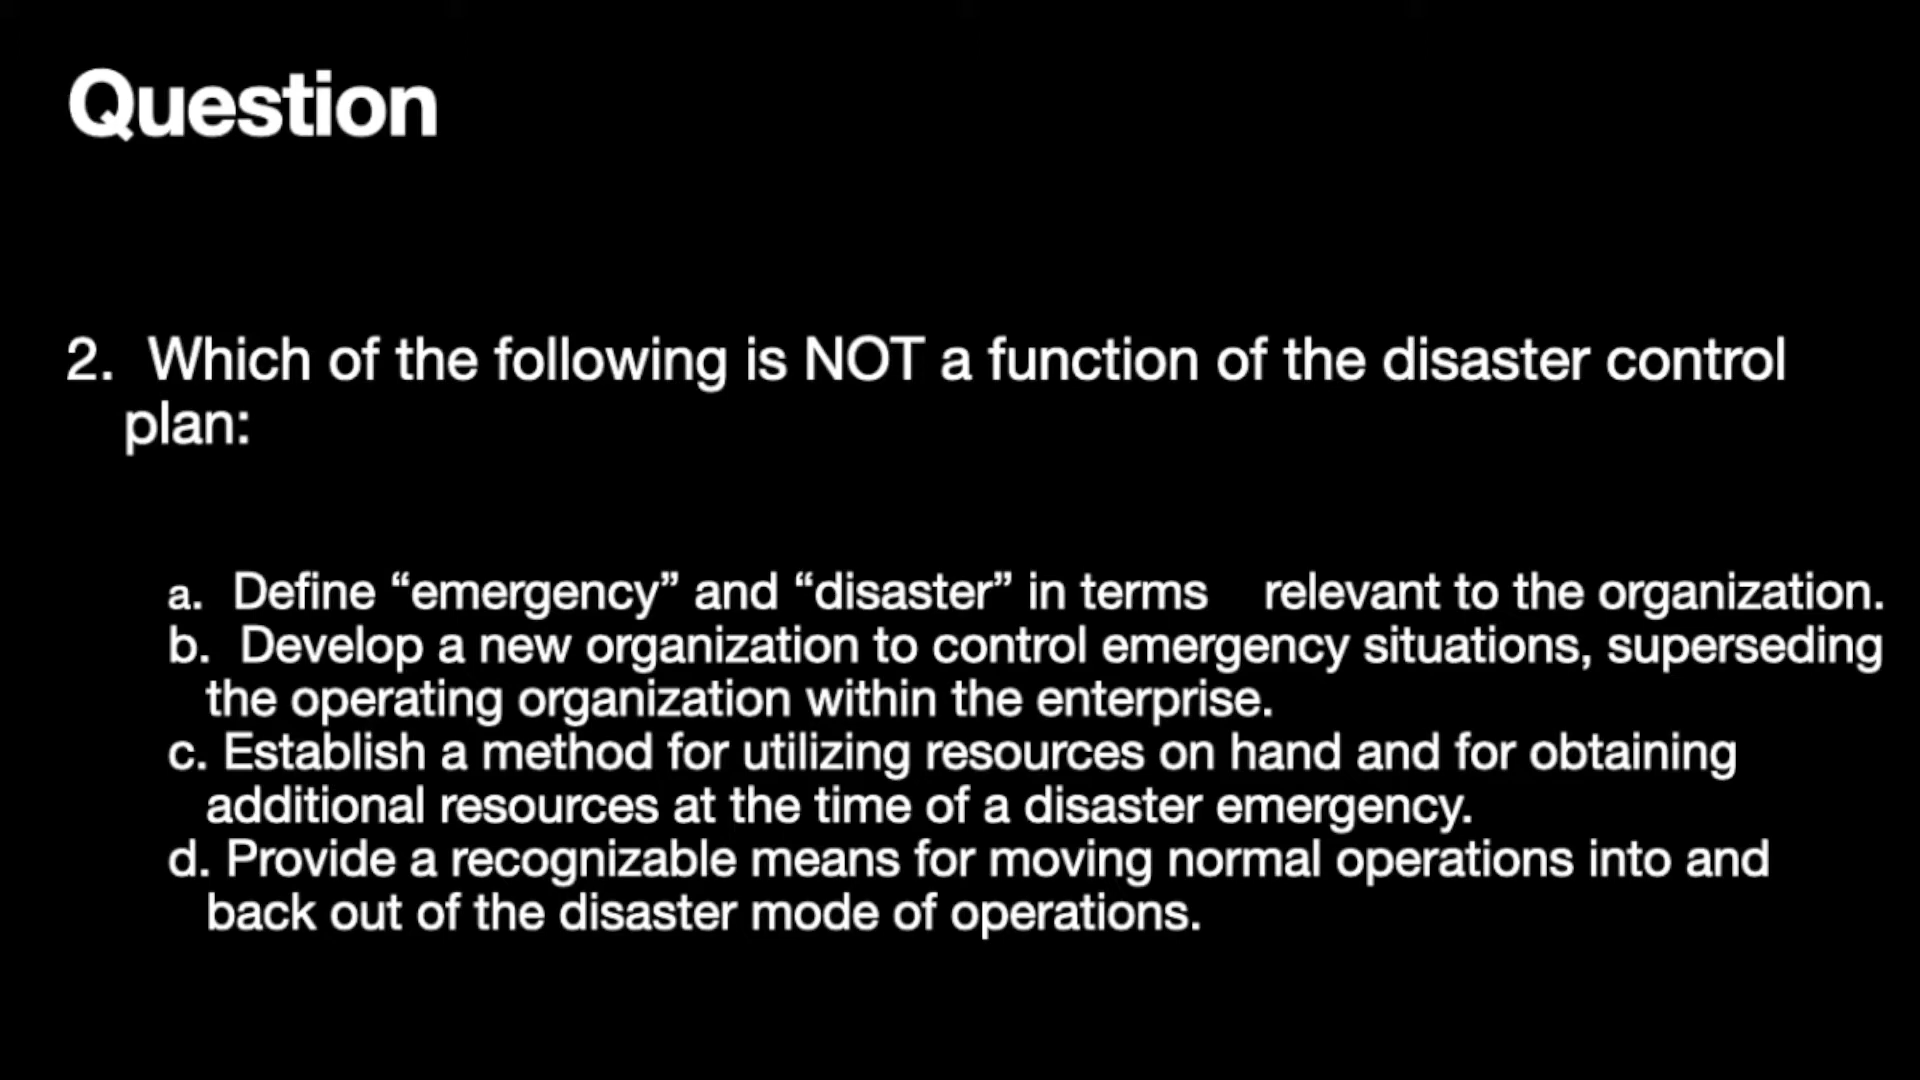 Question
2. Which of the following is NOT a function of the disaster control
plan:
a. Define “emergency” and “disaster” in terms relevant to the organization.
b. Develop a new organization to control emergency situations, superseding
the operating organization within the enterprise.
c. Establish a method for utilizing resources on hand and for obtaining
additional resources at the time of a disaster emergency.
d. Provide a recognizable means for moving normal operations into and
back out of the disaster mode of operations.